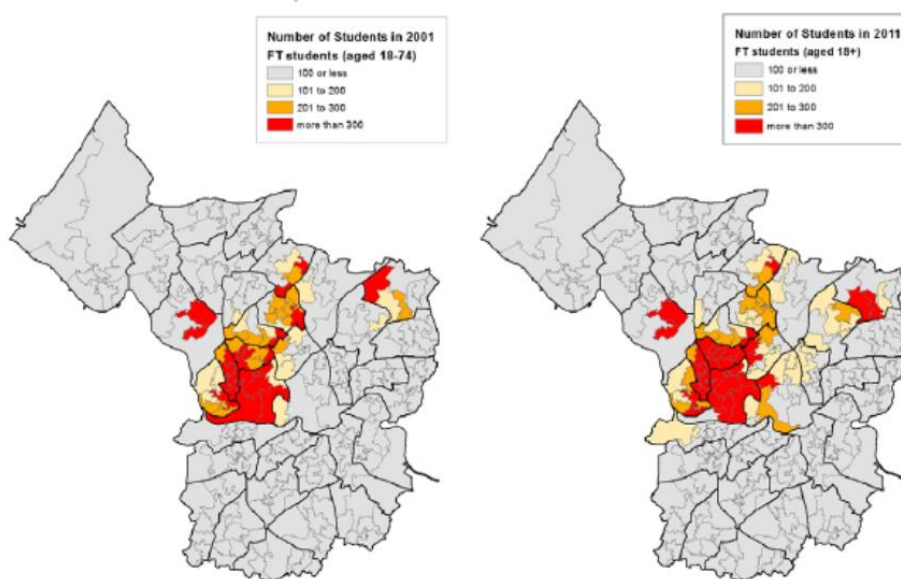 Number of Students in 2001
FT students (aged 18-74)
100 or less
101 to 200
201 to 300
more than 300
Number of Students in 2011
FT students (aged 18+)
100 or less
101 to 200
201 to 300
more than 300